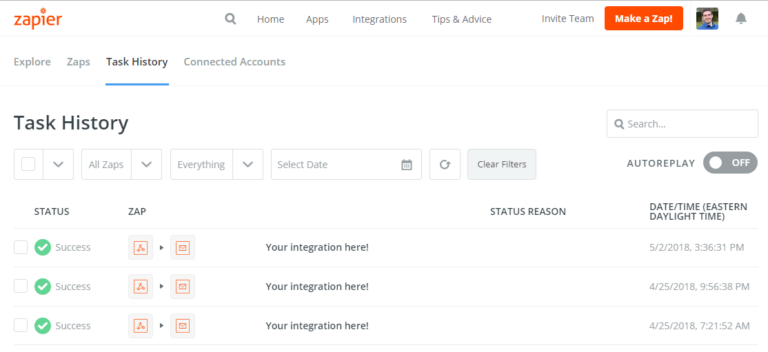 zapier
Home Apps Integrations Tips & Advice Invite Team Make a Zap!
Explore Zaps Task History Connected Accounts
Task History
Search...
All Zaps Everything Select Date Clear Filters
AUTOREPLAY OFF
STATUS ZAP STATUS REASON DATE/TIME (EASTERN
DAYLIGHT TIME)
Success Your integration here! 5/2/2018, 3:36:31 PM
Success Your integration here! 4/25/2018, 9:56:38 PM
Success Your integration here! 4/25/2018, 7:21:52 AM